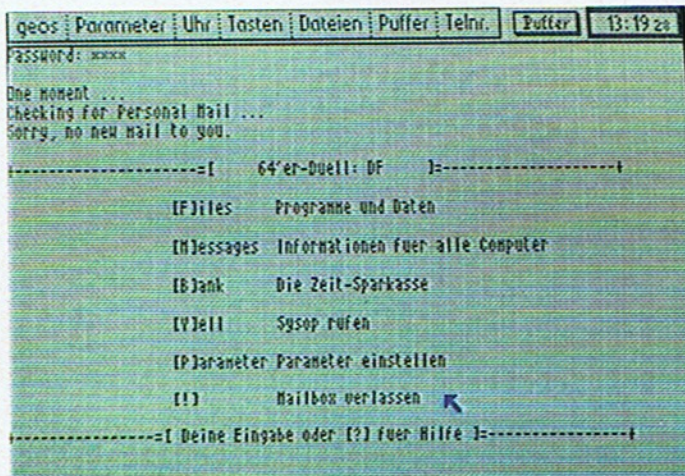 geos Parameter Uhr Tasten Dateien Puffer Telnr. Puffer 13:19 28
Password: xxxx
One moment ...
Checking for Personal Mail ...
Sorry, no new mail to you.
+--------------------=[ 64'er-Duell: DF ]=-------------------+
[F]iles Programme und Daten
[M]essages Informationen fuer alle Computer
[B]ank Die Zeit-Sparkasse
[Y]ell Sysop rufen
[P]arameter Parameter einstellen
[!] Mailbox verlassen
+---------------=[ Deine Eingabe oder [?] fuer Hilfe ]=---------------+